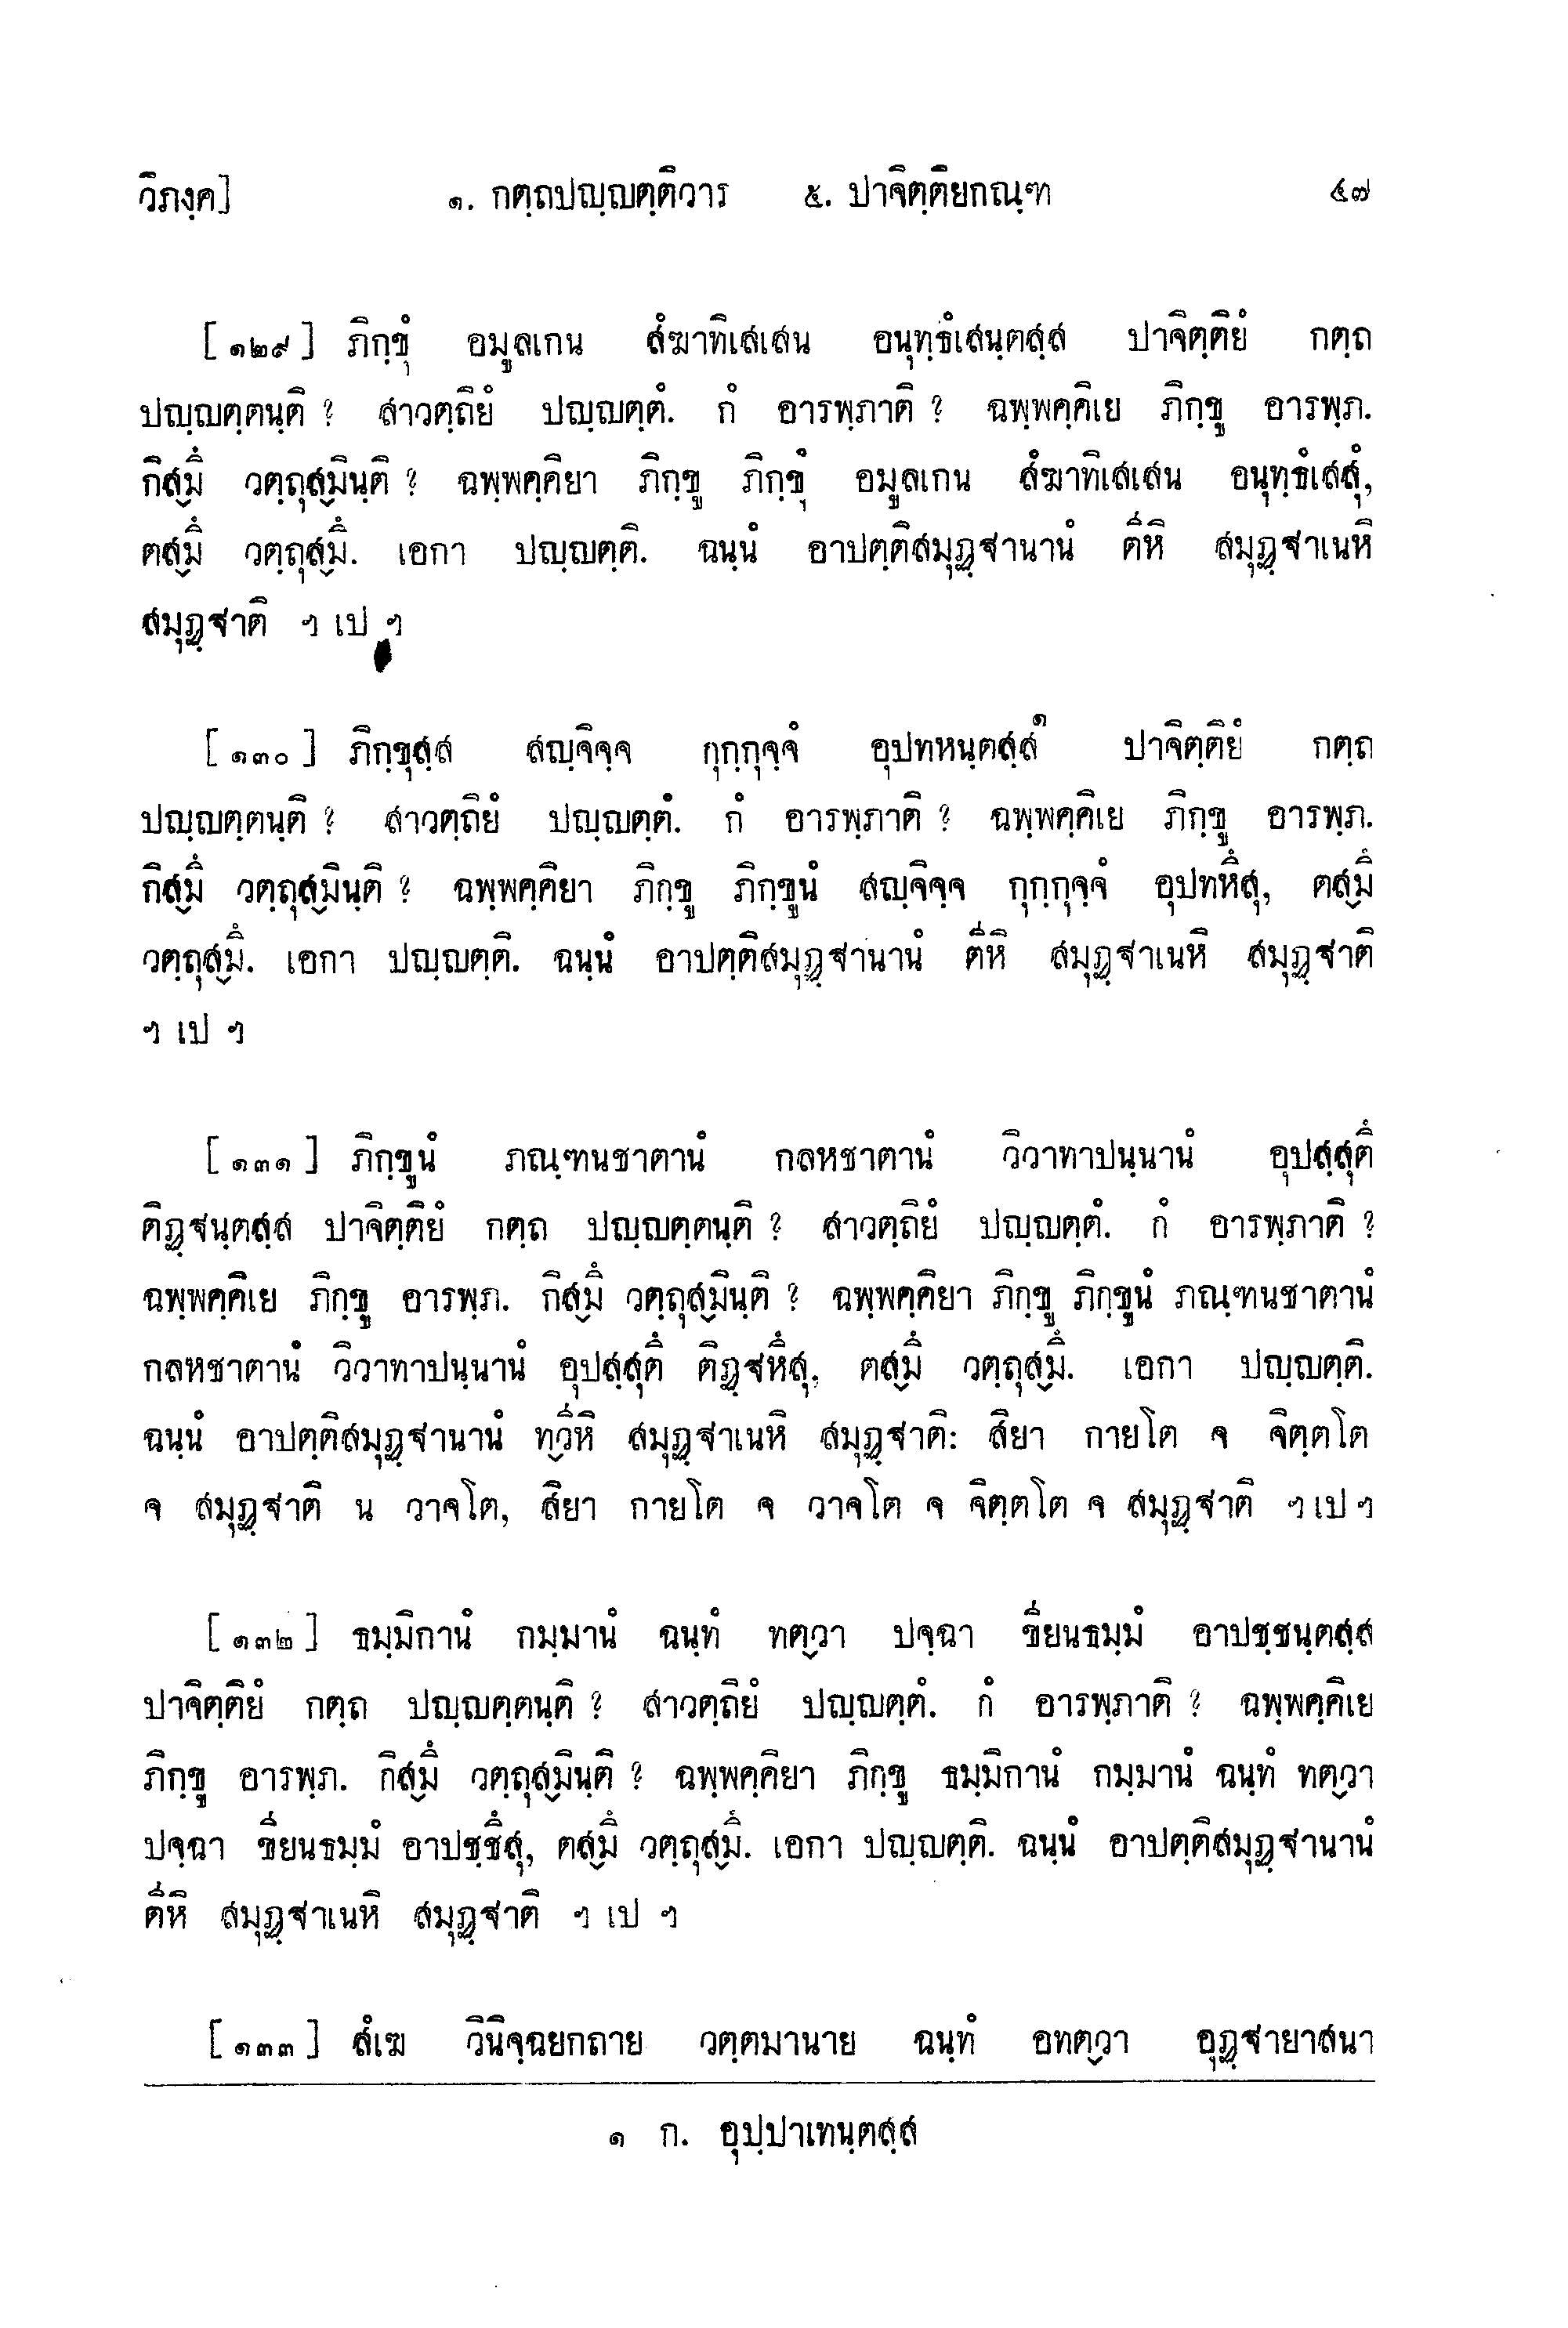 วิภงฺค] ๑. กตฺถปญฺญตฺติวาร ๕. ปาจิตฺติยกณฺฑ ๔๗
[๑๒๙] ภิกฺขุํ อมูลเกน สํฆาทิเสเสน อนุทฺธํเสนฺตสฺส ปาจิตฺติยํ กตฺถ
ปญฺญตฺตนฺติ ? สาวตฺถิยํ ปญฺญตฺตํ. กํ อารพฺภาติ ? ฉพฺพคฺคิเย ภิกฺขู อารพฺภ.
กิสฺมิํ วตฺถุสฺมินฺติ ? ฉพฺพคฺคิยา ภิกฺขู ภิกฺขุํ อมูลเกน สํฆาทิเสเสน อนุทฺธํเสสุํ,
ตสฺมิํ วตฺถุสฺมิํ. เอกา ปญฺญตฺติ. ฉนฺนํ อาปตฺติสมุฏฺฐานานํ ตีหิ สมุฏฺฐาเนหิ
สมุฏฺฐาติ ฯ เป ฯ
[๑๓๐] ภิกฺขุสฺส สญฺจิจฺจ กุกฺกุจฺจํ อุปทหนฺตสฺส๑ ปาจิตฺติยํ กตฺถ
ปญฺญตฺตนฺติ ? สาวตฺถิยํ ปญฺญตฺตํ. กํ อารพฺภาติ ? ฉพฺพคฺคิเย ภิกฺขู อารพฺภ.
กิสฺมิํ วตฺถุสฺมินฺติ ? ฉพฺพคฺคิยา ภิกฺขู ภิกฺขูนํ สญฺจิจฺจ กุกฺกุจฺจํ อุปทหิํสุ, ตสฺมิํ
วตฺถุสฺมิํ. เอกา ปญฺญตฺติ. ฉนฺนํ อาปตฺติสมุฏฺฐานานํ ตีหิ สมุฏฺฐาเนหิ สมุฏฺฐาติ
ฯ เป ฯ
[๑๓๑] ภิกฺขูนํ ภณฺฑนชาตานํ กลหชาตานํ วิวาทาปนฺนานํ อุปสฺสุติํ
ติฏฺฐนฺตสฺส ปาจิตฺติยํ กตฺถ ปญฺญตฺตนฺติ ? สาวตฺถิยํ ปญฺญตฺตํ. กํ อารพฺภาติ ?
ฉพฺพคฺคิเย ภิกฺขู อารพฺภ. กิสฺมิํ วตฺถุสฺมินฺติ ? ฉพฺพคฺคิยา ภิกฺขู ภิกฺขูนํ ภณฺฑนชาตานํ
กลหชาตานํ วิวาทาปนฺนานํ อุปสฺสุติํ ติฏฺฐหิํสุ, ตสฺมิํ วตฺถุสฺมิํ. เอกา ปญฺญตฺติ.
ฉนฺนํ อาปตฺติสมุฏฺฐานานํ ทฺวีหิ สมุฏฺฐาเนหิ สมุฏฺฐาติ: สิยา กายโต จ จิตฺตโต
จ สมุฏฺฐาติ น วาจโต, สิยา กายโต จ วาจโต จ จิตฺตโต จ สมุฏฺฐาติ ฯ เป ฯ
[๑๓๒] ธมฺมิกานํ กมฺมานํ ฉนฺทํ ทตฺวา ปจฺฉา ขียนธมฺมํ อาปชฺชนฺตสฺส
ปาจิตฺติยํ กตฺถ ปญฺญตฺตนฺติ ? สาวตฺถิยํ ปญฺญตฺตํ. กํ อารพฺภาติ ? ฉพฺพคฺคิเย
ภิกฺขู อารพฺภ. กิสฺมิํ วตฺถุสฺมินฺติ ? ฉพฺพคฺคิยา ภิกฺขู ธมฺมิกานํ กมฺมานํ ฉนฺทํ ทตฺวา
ปจฺฉา ขียนธมฺมํ อาปชฺชิํสุ, ตสฺมิํ วตฺถุสฺมิํ. เอกา ปญฺญตฺติ. ฉนฺนํ อาปตฺติสมุฏฺฐานานํ
ตีหิ สมุฏฺฐาเนหิ สมุฏฺฐาติ ฯ เป ฯ
[๑๓๓] สํเฆ วินิจฺฉยกถาย วตฺตมานาย ฉนฺทํ อทตฺวา อุฏฺฐายาสนา
๑ ก. อุปฺปาเทนฺตสฺส